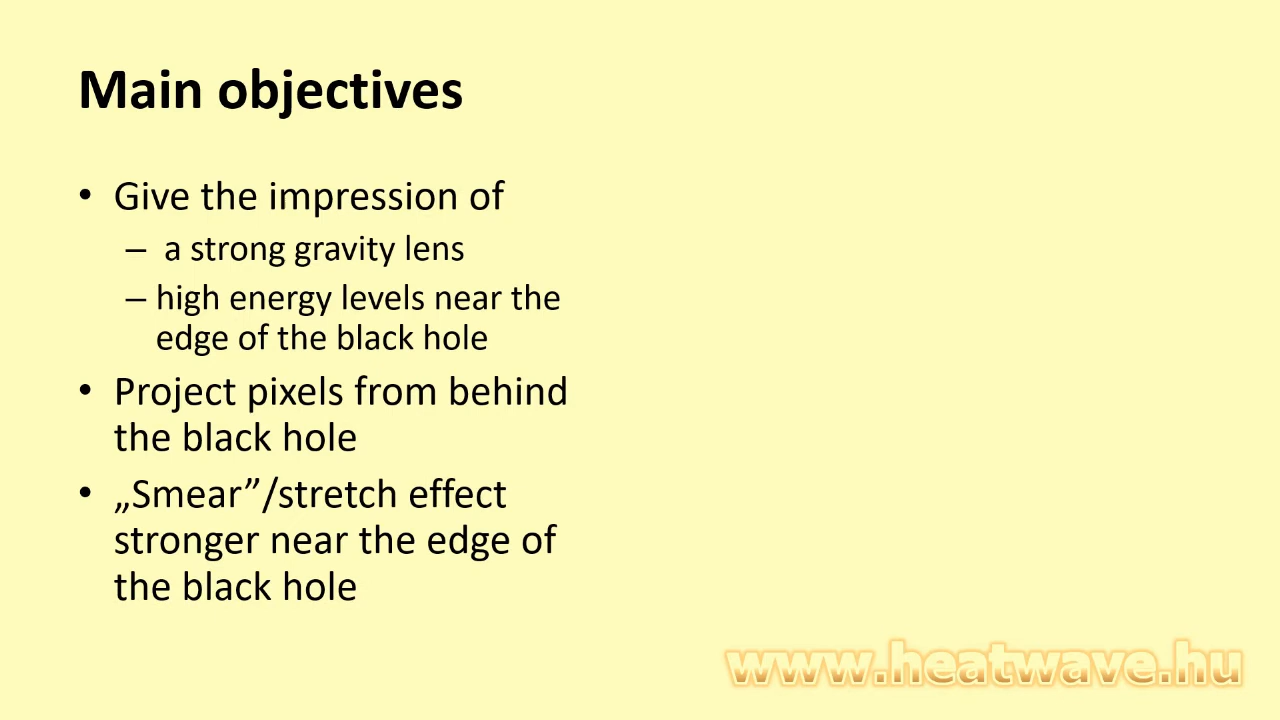 Main objectives
• Give the impression of
– a strong gravity lens
– high energy levels near the
edge of the black hole
• Project pixels from behind
the black hole
• „Smear”/stretch effect
stronger near the edge of
the black hole
www.heatwave.hu